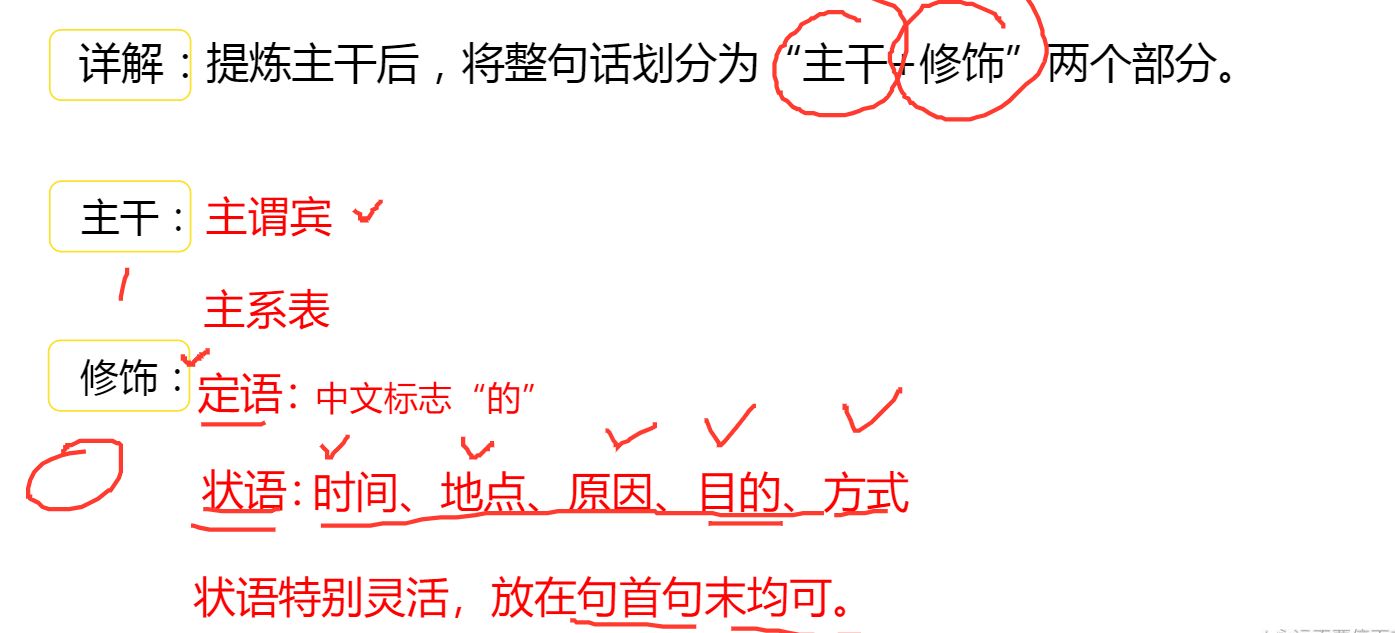 详解：提炼主干后，将整句话划分为“主干+修饰”两个部分。
主干：主谓宾
主系表
修饰：
定语：中文标志“的”
状语：时间、地点、原因、目的、方式
状语特别灵活，放在句首句末均可。